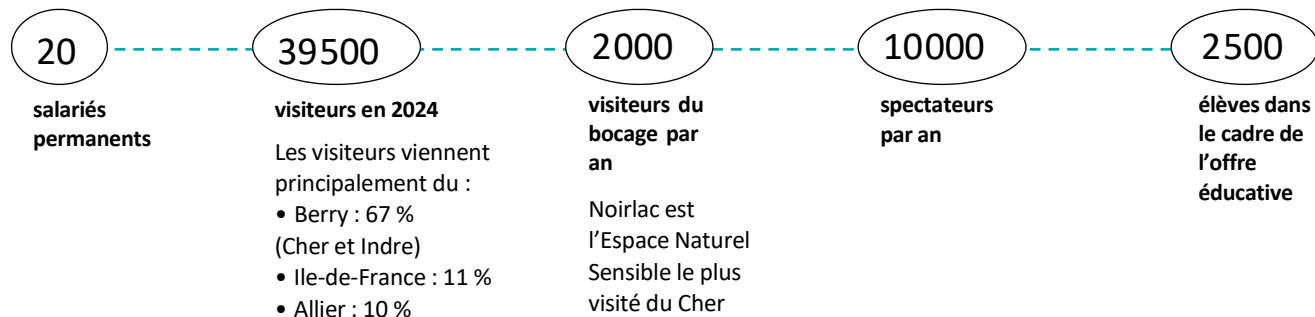 20
salariés
permanents
39500
visiteurs en 2024
Les visiteurs viennent
principalement du :
• Berry : 67 %
(Cher et Indre)
• Ile-de-France : 11 %
• Allier : 10 %
2000
visiteurs du
bocage par
an
Noirlac est
l’Espace Naturel
Sensible le plus
visité du Cher
10000
spectateurs
par an
2500
élèves dans
le cadre de
l’offre
éducative